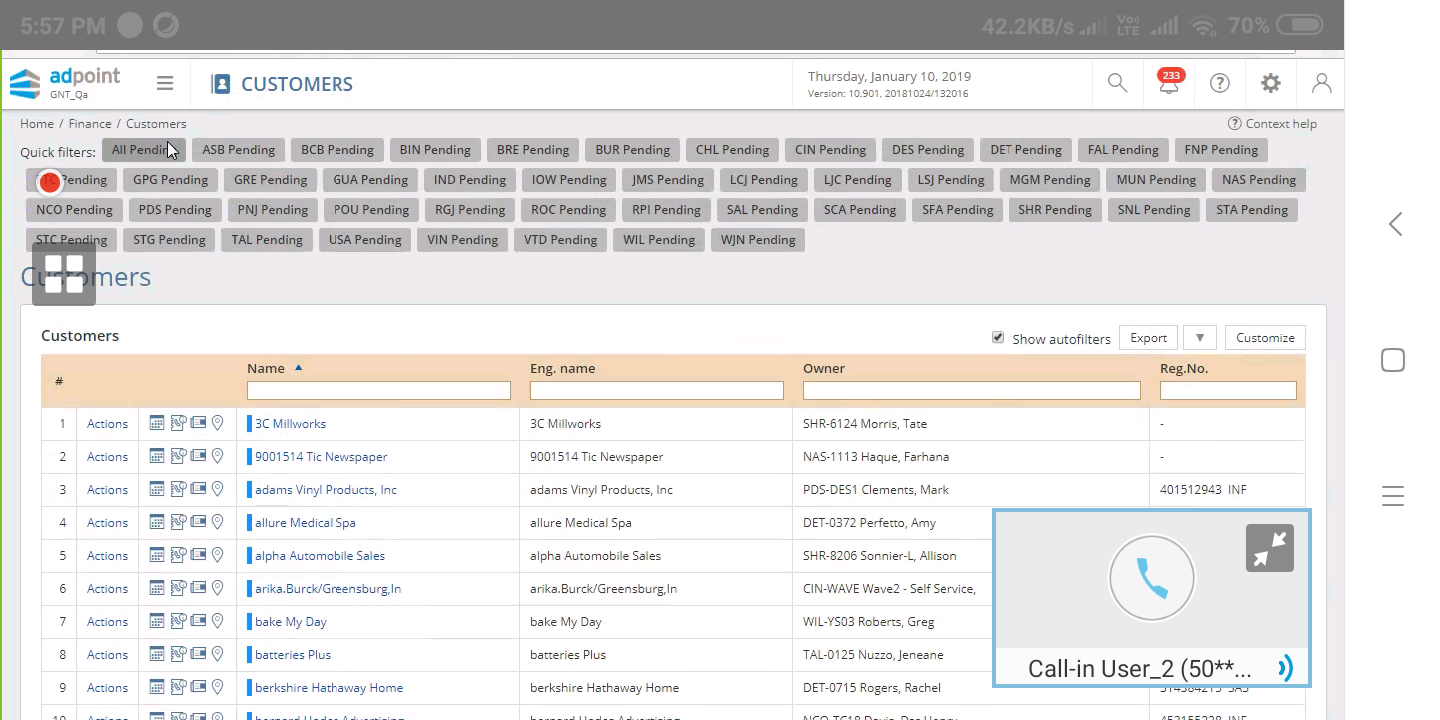 5:57 PM 42.2KB/s Vo) LTE 70%
adpoint
GNT_Qa
CUSTOMERS
Thursday, January 10, 2019
Version: 10.901, 20181024/132016
233
Home / Finance / Customers
Context help
Quick filters: All Pending ASB Pending BCB Pending BIN Pending BRE Pending BUR Pending CHL Pending CIN Pending DES Pending DET Pending FAL Pending FNP Pending
Pending GPG Pending GRE Pending GUA Pending IND Pending IOW Pending JMS Pending LCJ Pending LJC Pending LSJ Pending MGM Pending MUN Pending NAS Pending
NCO Pending PDS Pending PNJ Pending POU Pending RGJ Pending ROC Pending RPI Pending SAL Pending SCA Pending SFA Pending SHR Pending SNL Pending STA Pending
STC Pending STG Pending TAL Pending USA Pending VIN Pending VTD Pending WIL Pending WJN Pending
Customers
Customers
Show autofilters Export ▼ Customize
# Name Eng. name Owner Reg.No.
1 Actions 3C Millworks 3C Millworks SHR-6124 Morris, Tate -
2 Actions 9001514 Tic Newspaper 9001514 Tic Newspaper NAS-1113 Haque, Farhana -
3 Actions adams Vinyl Products, Inc adams Vinyl Products, Inc PDS-DES1 Clements, Mark 401512943 INF
4 Actions allure Medical Spa allure Medical Spa DET-0372 Perfetto, Amy
5 Actions alpha Automobile Sales alpha Automobile Sales SHR-8206 Sonnier-L, Allison
6 Actions arika.Burck/Greensburg,In arika.Burck/Greensburg,In CIN-WAVE Wave2 - Self Service,
7 Actions bake My Day bake My Day WIL-YS03 Roberts, Greg
8 Actions batteries Plus batteries Plus TAL-0125 Nuzzo, Jeneane
9 Actions berkshire Hathaway Home berkshire Hathaway Home DET-0715 Rogers, Rachel
Call-in User_2 (50**...